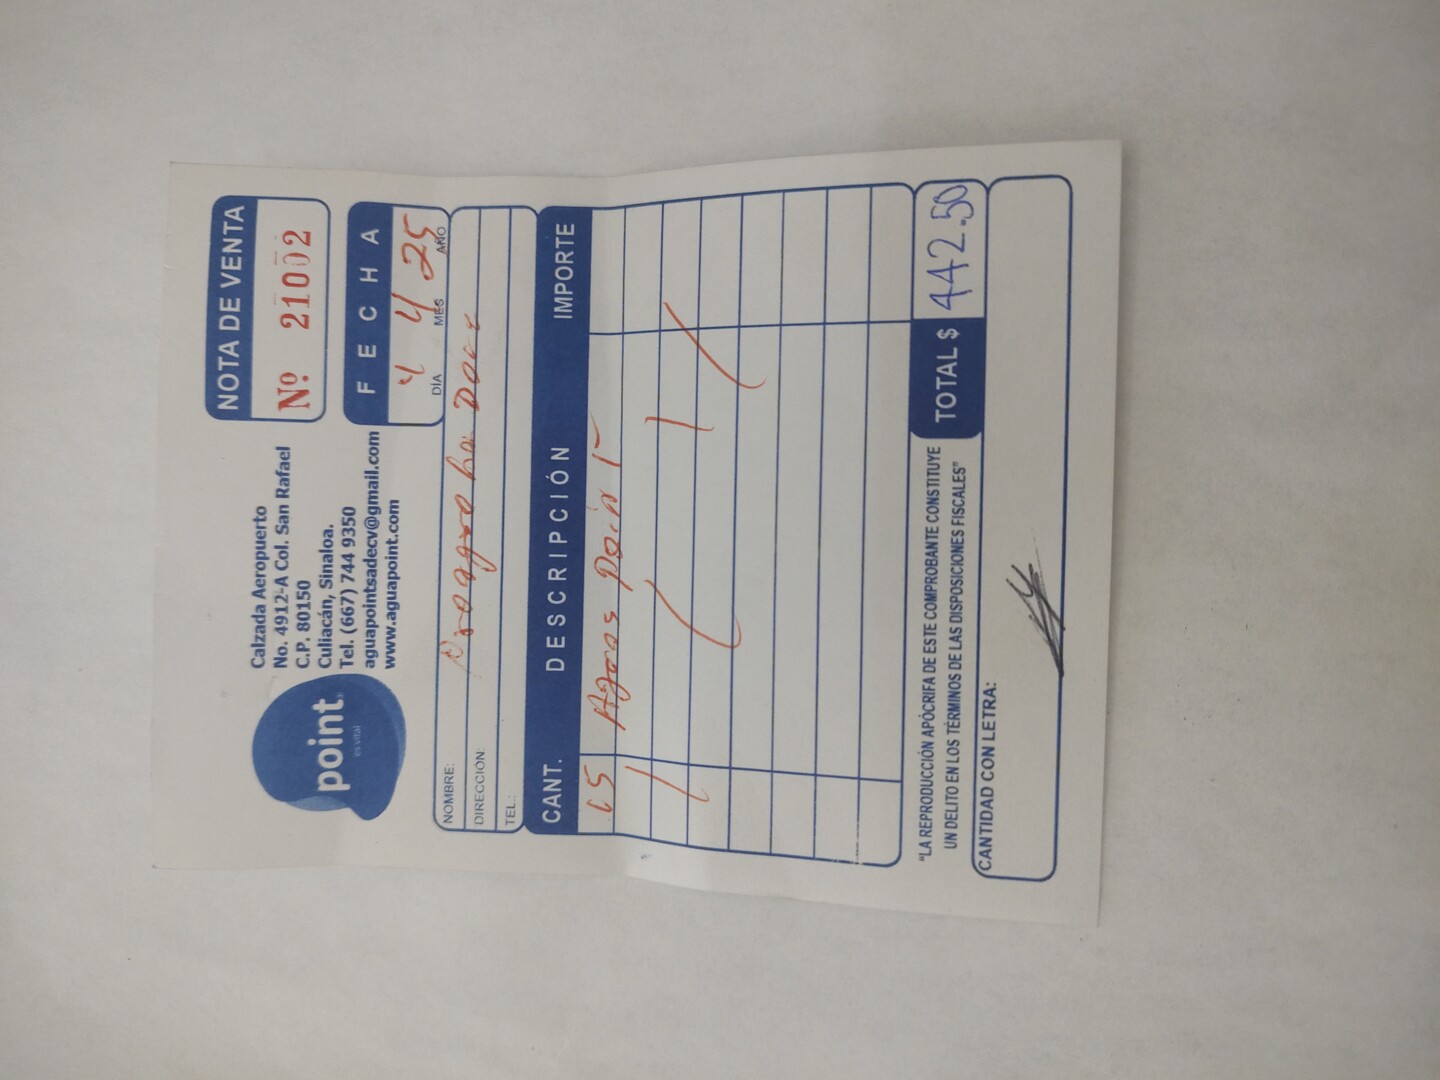 point
es vital
Calzada Aeropuerto
No. 4912-A Col. San Rafael
C.P. 80150
Culiacán, Sinaloa.
Tel. (667) 744 9350
aguapointsadecv@gmail.com
www.aguapoint.com
NOTA DE VENTA
Nº 21002
FECHA
4 4 25
DÍA MES AÑO
NOMBRE:
DIRECCIÓN:
TEL.:
CANT. DESCRIPCIÓN IMPORTE
Point
"LA REPRODUCCIÓN APÓCRIFA DE ESTE COMPROBANTE CONSTITUYE
UN DELITO EN LOS TÉRMINOS DE LAS DISPOSICIONES FISCALES"
TOTAL $ 442.50
CANTIDAD CON LETRA: